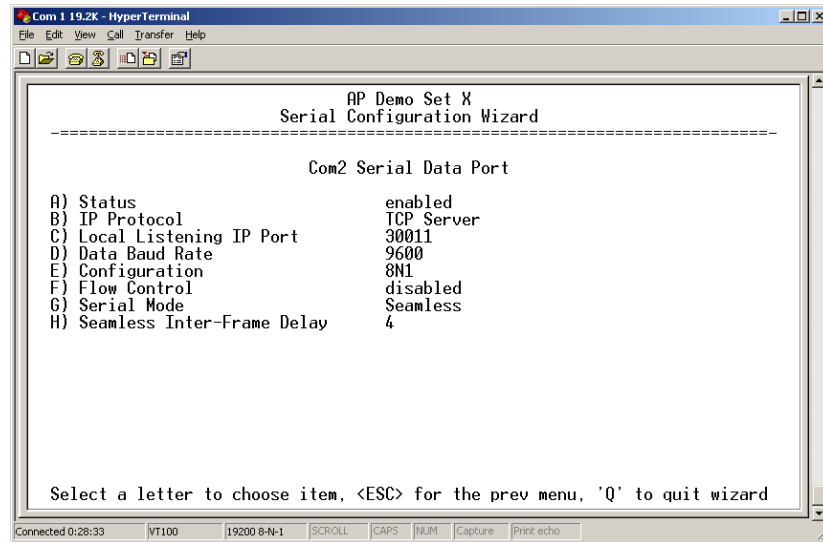 Com 1 19.2K - HyperTerminal
File Edit View Call Transfer Help
AP Demo Set X
Serial Configuration Wizard
-==========================================================================-
Com2 Serial Data Port
A) Status enabled
B) IP Protocol TCP Server
C) Local Listening IP Port 30011
D) Data Baud Rate 9600
E) Configuration 8N1
F) Flow Control disabled
G) Serial Mode Seamless
H) Seamless Inter-Frame Delay 4
Select a letter to choose item, <ESC> for the prev menu, 'Q' to quit wizard
Connected 0:28:33 VT100 19200 8-N-1 SCROLL CAPS NUM Capture Print echo